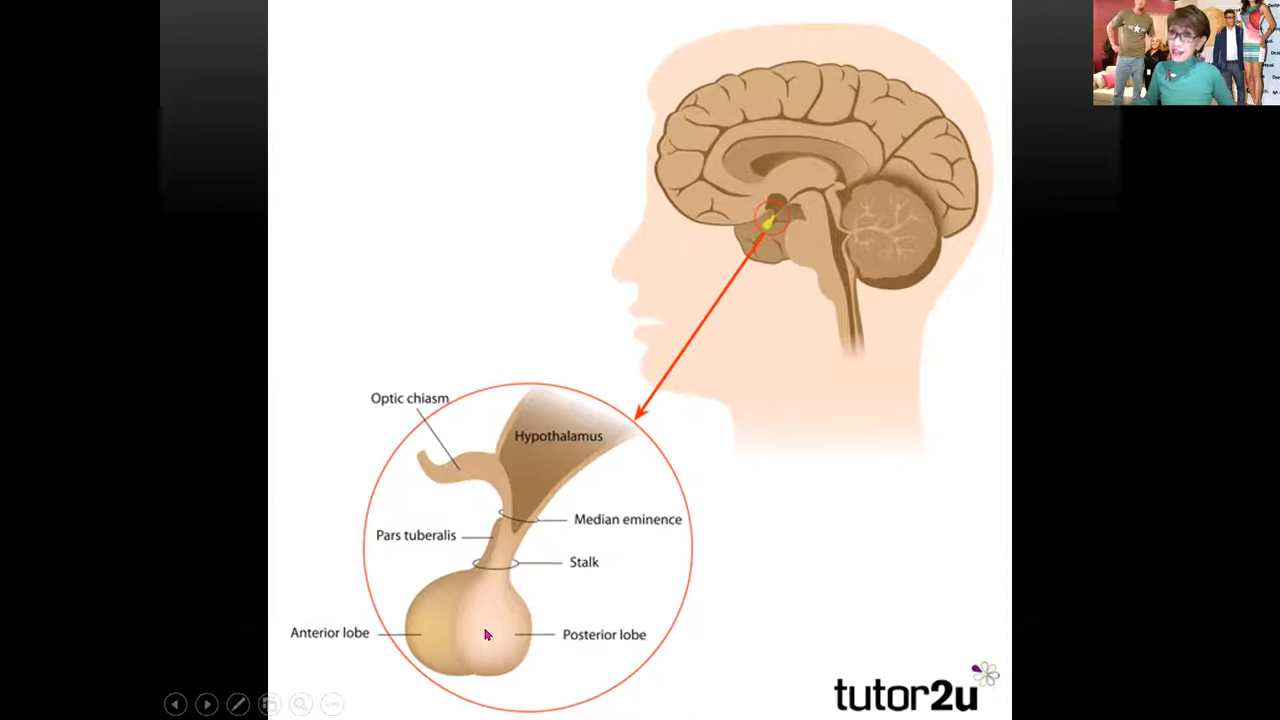 Optic chiasm
Hypothalamus
Median eminence
Pars tuberalis
Stalk
Anterior lobe
Posterior lobe
tutor2u